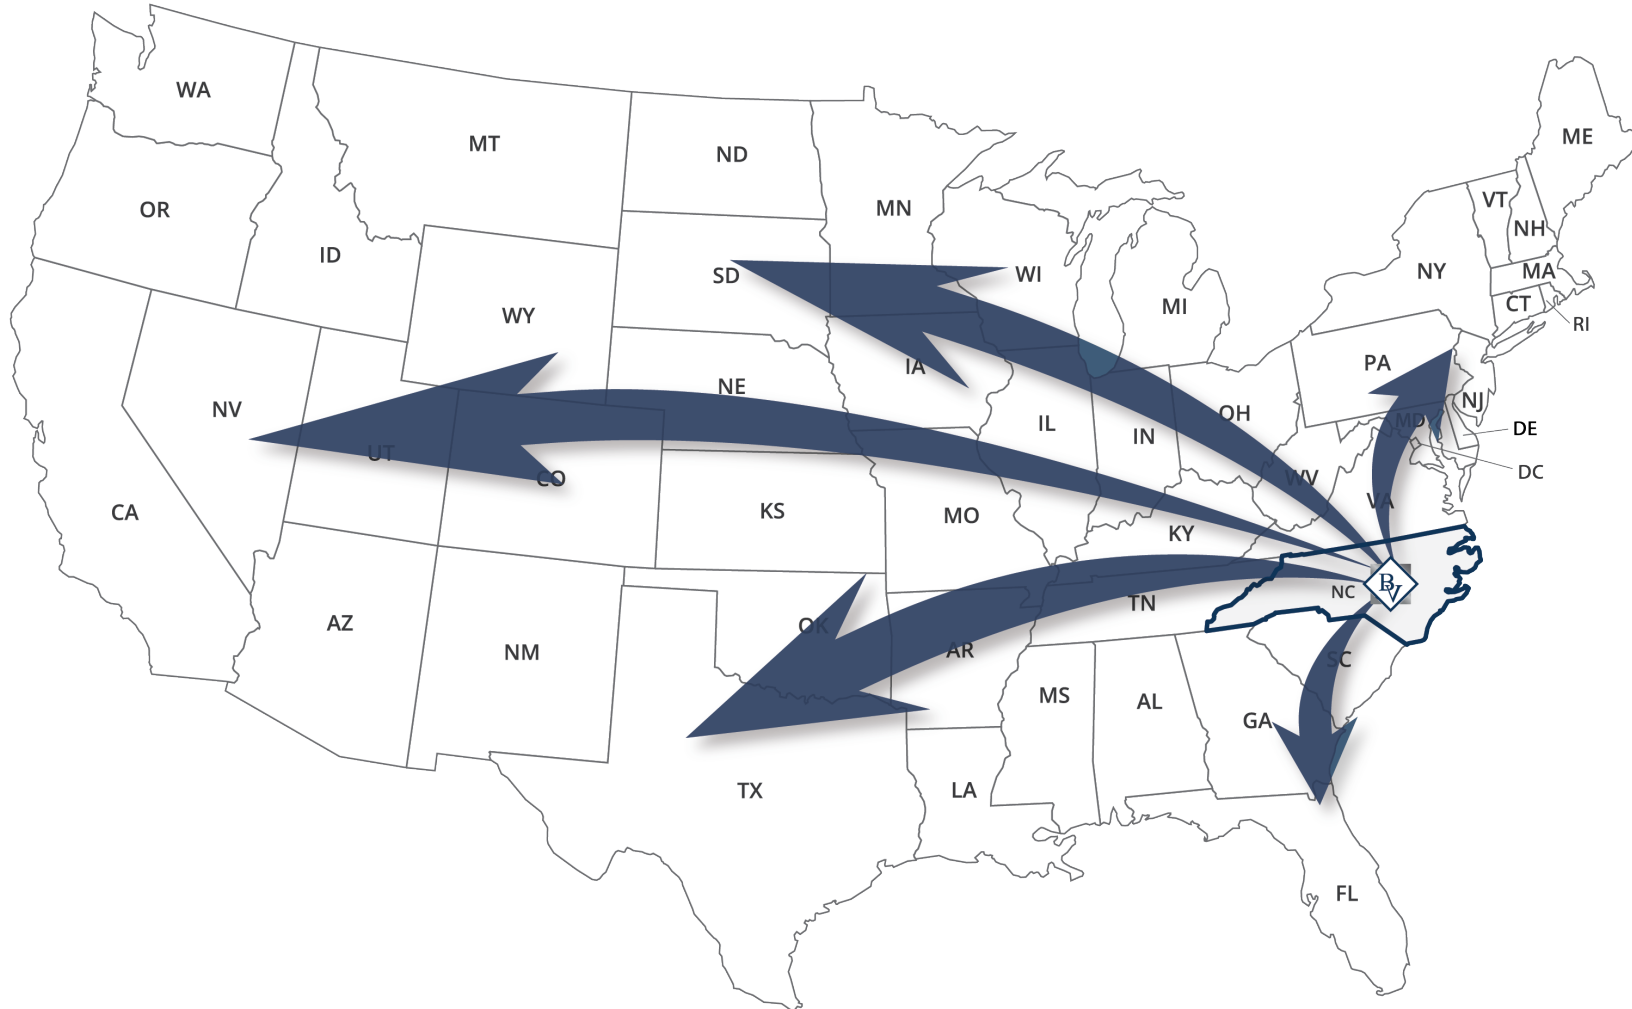 WA
MT
ND
MN
ME
OR
ID
SD
WI
MI
NY
VT
NH
MA
CT
RI
WY
IA
NE
PA
NJ
NV
UT
CO
IL
IN
OH
MD
DE
DC
WV
VA
CA
KS
MO
KY
NC
BV
AZ
NM
OK
AR
TN
SC
MS
AL
GA
TX
LA
FL